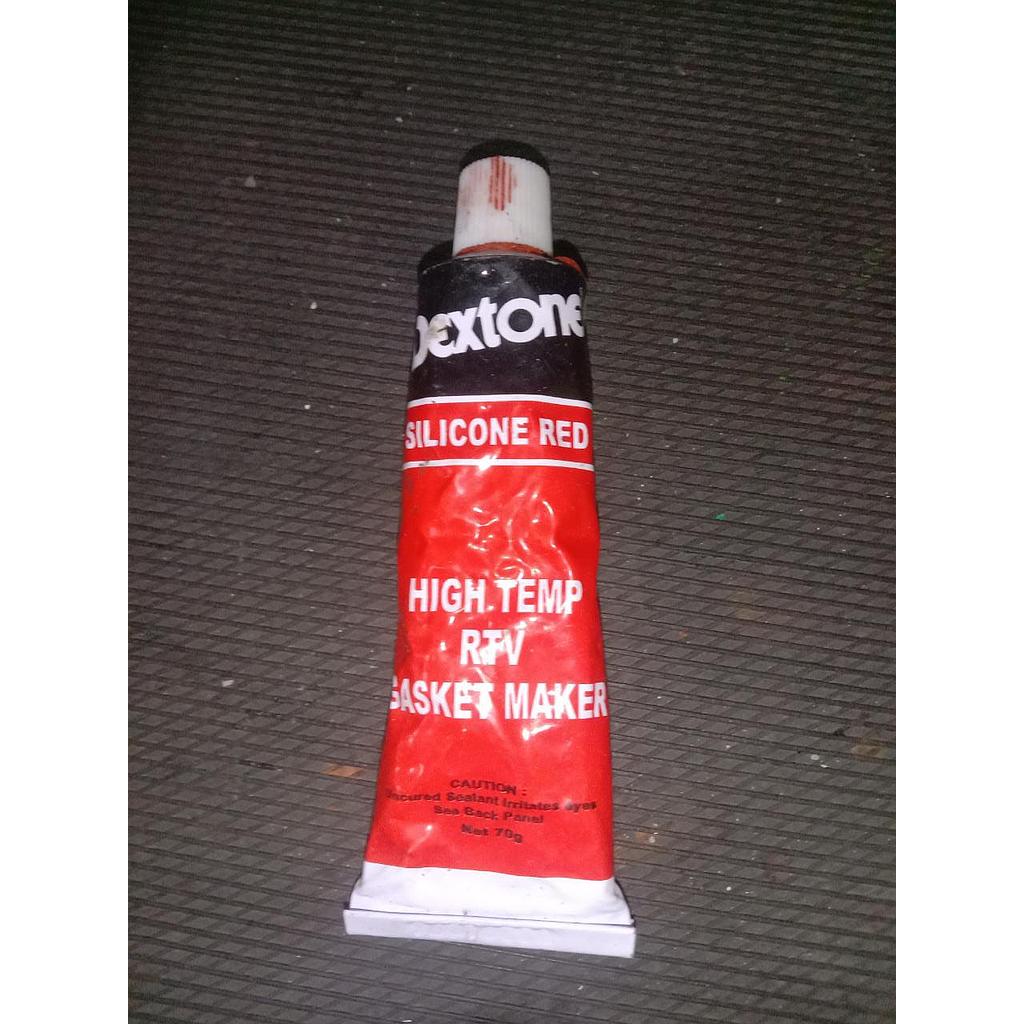 Dextone
SILICONE RED
HIGH TEMP
RTV
GASKET MAKER
CAUTION :
Uncured Sealant Irritates eyes
See Back Panel
Net 70g